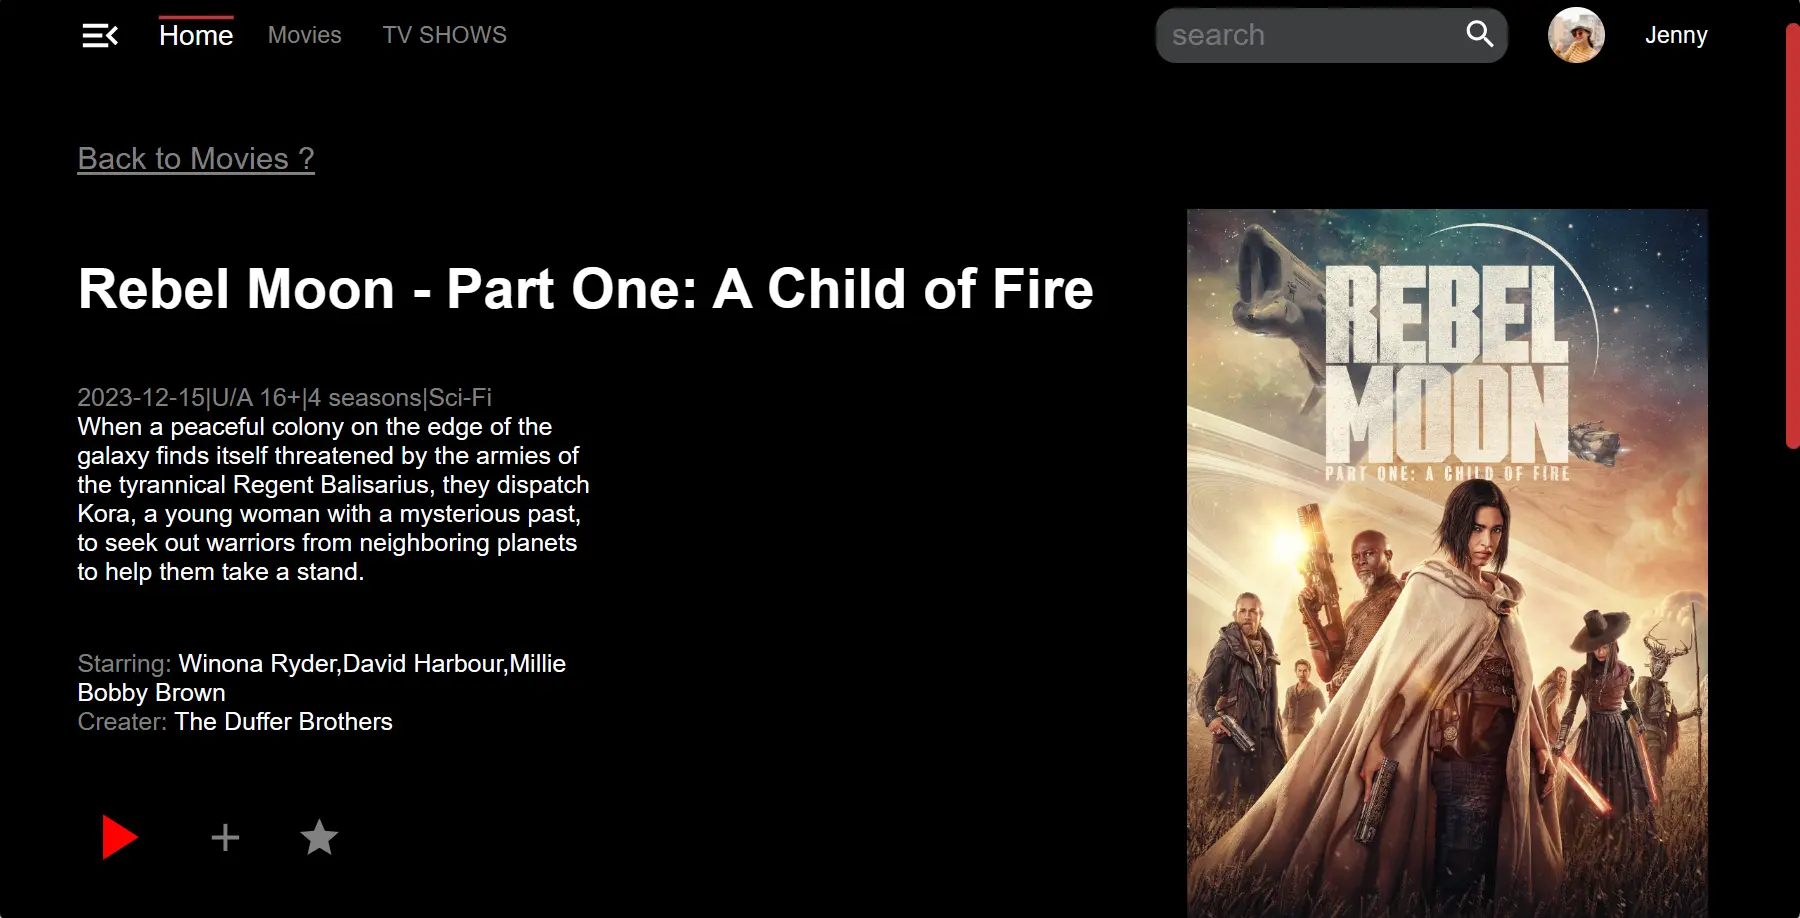 Home Movies TV SHOWS search Jenny
Back to Movies ?
Rebel Moon - Part One: A Child of Fire
2023-12-15|U/A 16+|4 seasons|Sci-Fi
When a peaceful colony on the edge of the
galaxy finds itself threatened by the armies of
the tyrannical Regent Balisarius, they dispatch
Kora, a young woman with a mysterious past,
to seek out warriors from neighboring planets
to help them take a stand.
Starring: Winona Ryder,David Harbour,Millie
Bobby Brown
Creater: The Duffer Brothers
REBEL
MOON
PART ONE: A CHILD OF FIRE